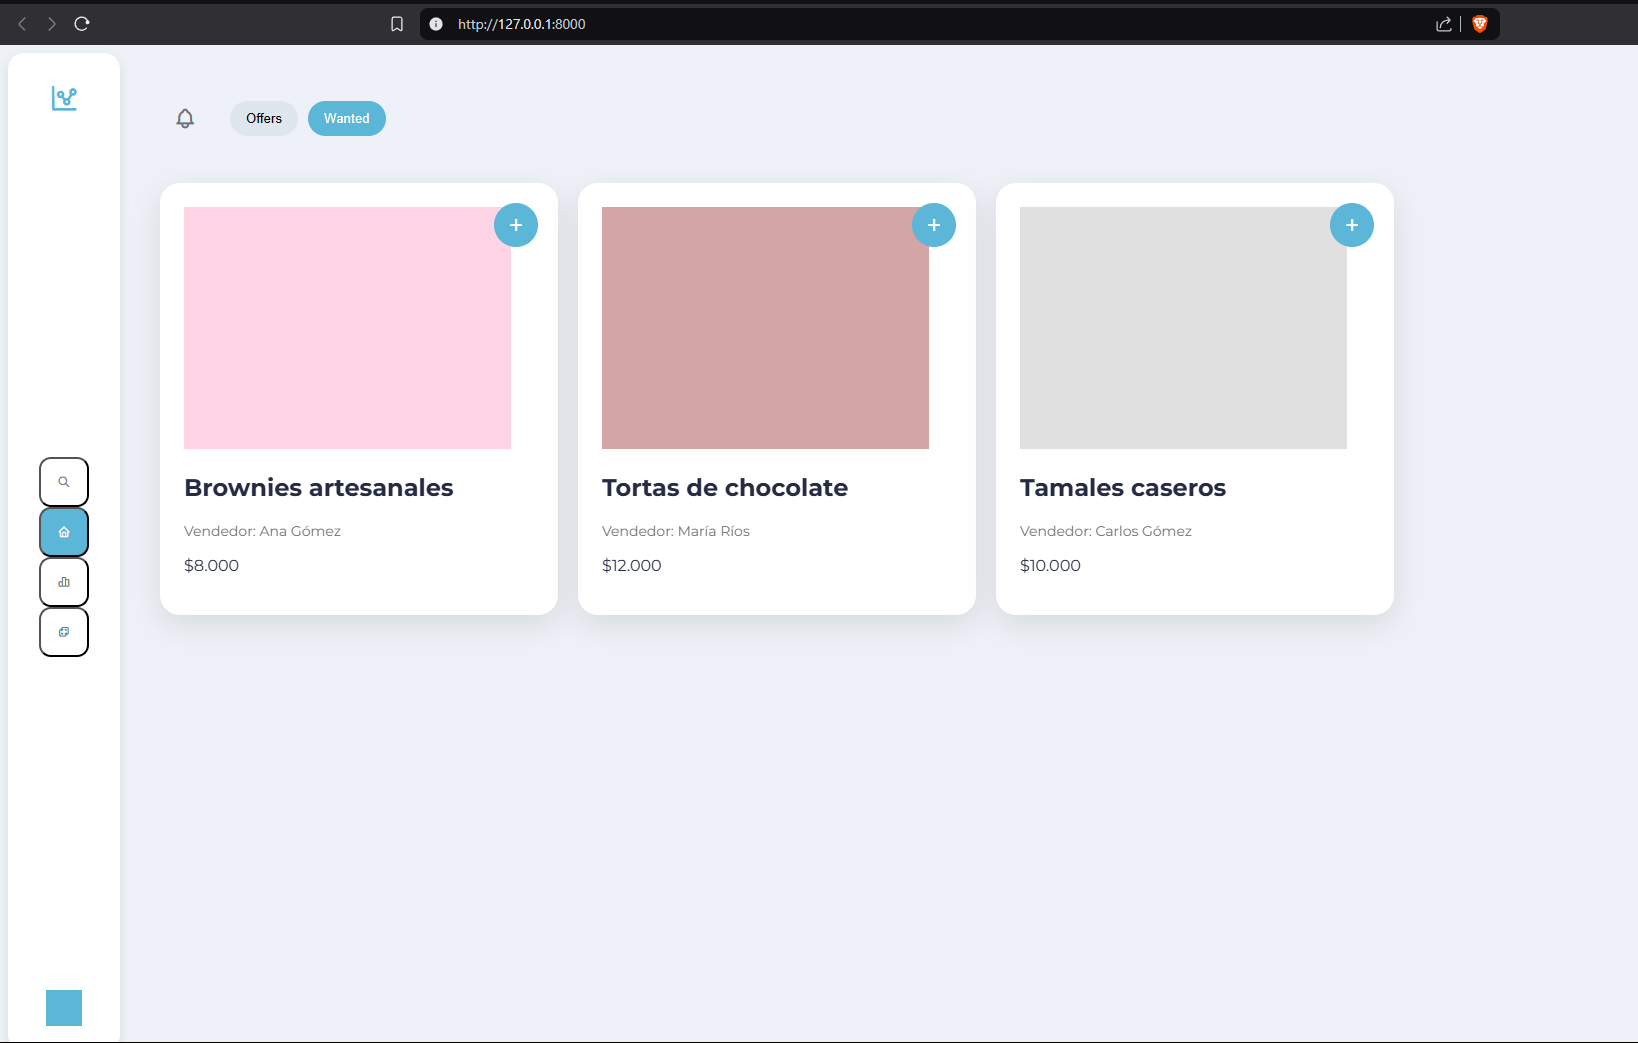 http://127.0.0.1:8000
Offers
Wanted
+
+
+
Brownies artesanales
Vendedor: Ana Gómez
$8.000
Tortas de chocolate
Vendedor: María Ríos
$12.000
Tamales caseros
Vendedor: Carlos Gómez
$10.000